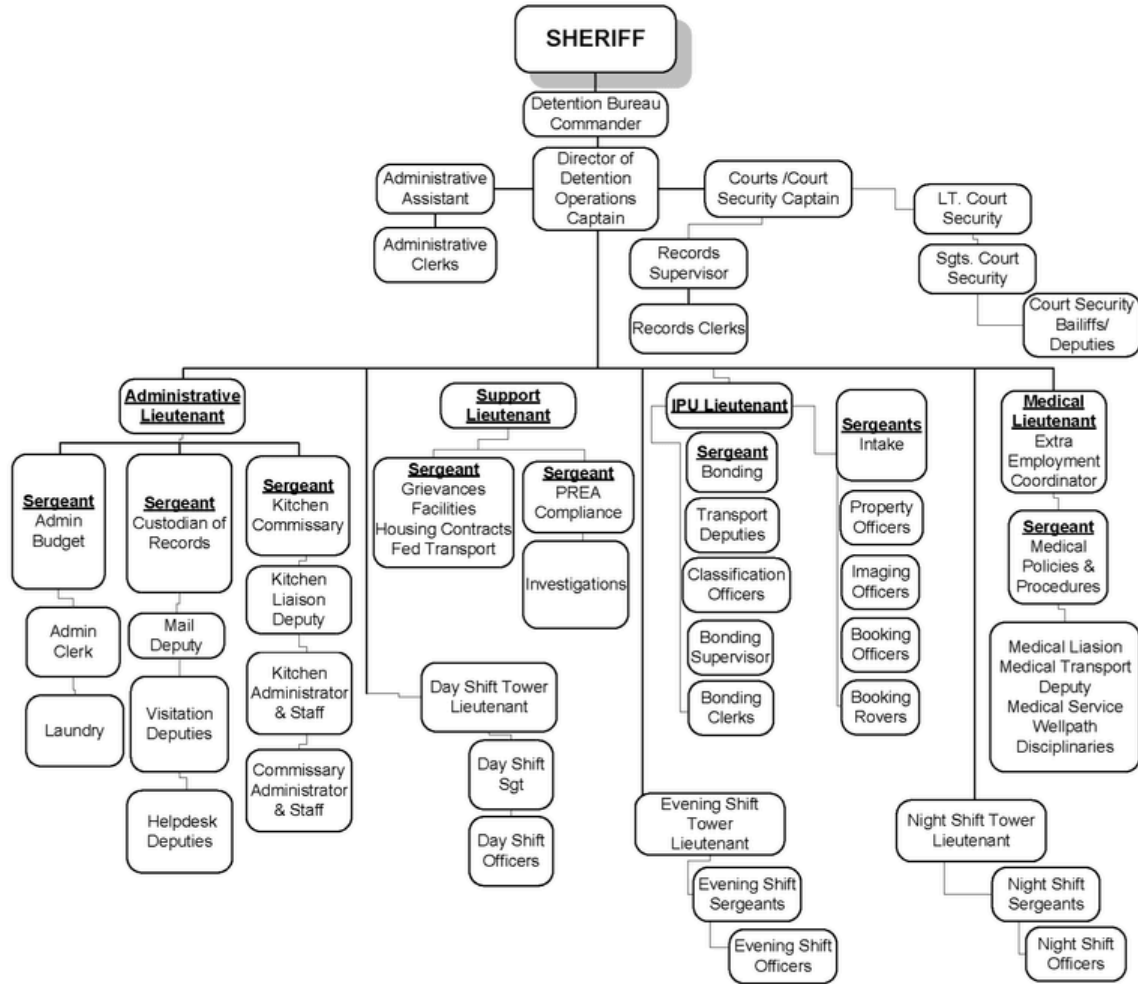 SHERIFF
Detention Bureau
Commander
Director of
Detention
Operations
Captain
Administrative
Assistant
Administrative
Clerks
Courts /Court
Security Captain
Records
Supervisor
Records Clerks
LT. Court
Security
Sgts. Court
Security
Court Security
Bailiffs/
Deputies
Administrative
Lieutenant
Sergeant
Admin
Budget
Admin
Clerk
Laundry
Sergeant
Custodian of
Records
Mail
Deputy
Visitation
Deputies
Helpdesk
Deputies
Sergeant
Kitchen
Commissary
Kitchen
Liaison
Deputy
Kitchen
Administrator
& Staff
Commissary
Administrator
& Staff
Support
Lieutenant
Sergeant
Grievances
Facilities
Housing Contracts
Fed Transport
Sergeant
PREA
Compliance
Investigations
Day Shift Tower
Lieutenant
Day Shift
Sgt
Day Shift
Officers
IPU Lieutenant
Sergeant
Bonding
Transport
Deputies
Classification
Officers
Bonding
Supervisor
Bonding
Clerks
Sergeants
Intake
Property
Officers
Imaging
Officers
Booking
Officers
Booking
Rovers
Evening Shift
Tower
Lieutenant
Evening Shift
Sergeants
Evening Shift
Officers
Medical
Lieutenant
Extra
Employment
Coordinator
Sergeant
Medical
Policies &
Procedures
Medical Liasion
Medical Transport
Deputy
Medical Service
Wellpath
Disciplinaries
Night Shift Tower
Lieutenant
Night Shift
Sergeants
Night Shift
Officers